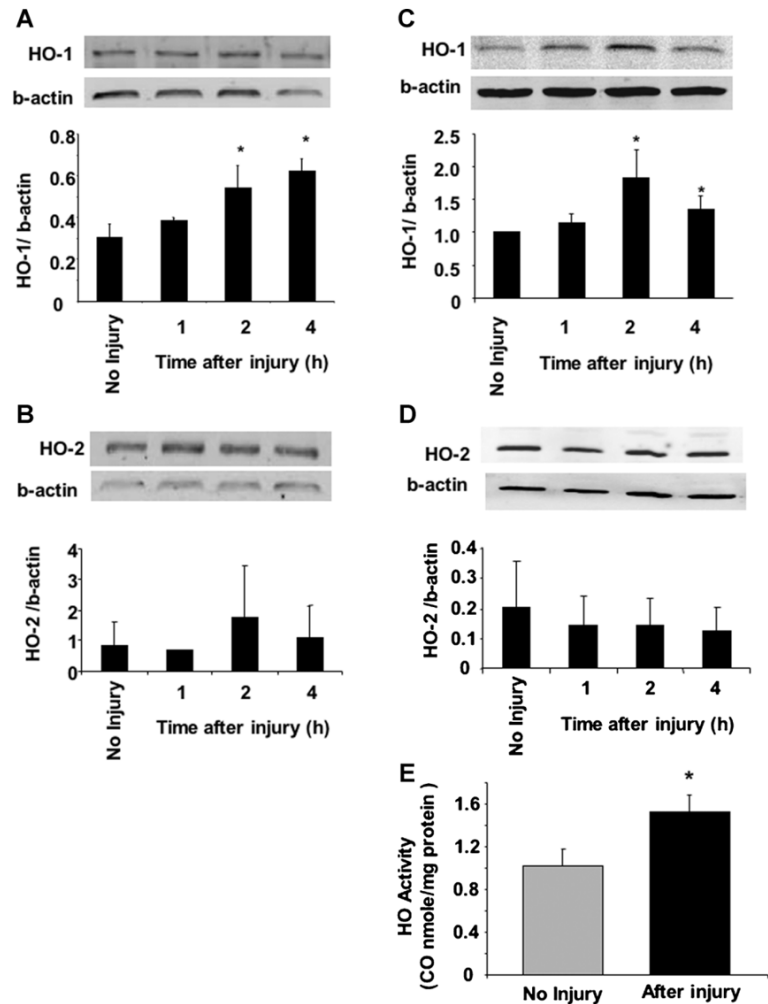 A
HO-1
b-actin
HO-1/ b-actin
0.8
0.6
0.4
0.2
0
*
*
No Injury
1
2
4
Time after injury (h)
B
HO-2
b-actin
HO-2 /b-actin
4
3
2
1
0
No Injury
1
2
4
Time after injury (h)
C
HO-1
b-actin
HO-1/ b-actin
2.5
2.0
1.5
1.0
0.5
0.0
*
*
No Injury
1
2
4
Time after injury (h)
D
HO-2
b-actin
HO-2 /b-actin
0.4
0.3
0.2
0.1
0
No Injury
1
2
4
Time after injury (h)
E
HO Activity
(CO nmole/mg protein )
1.6
1.2
0.8
0.4
0
*
No Injury
After injury